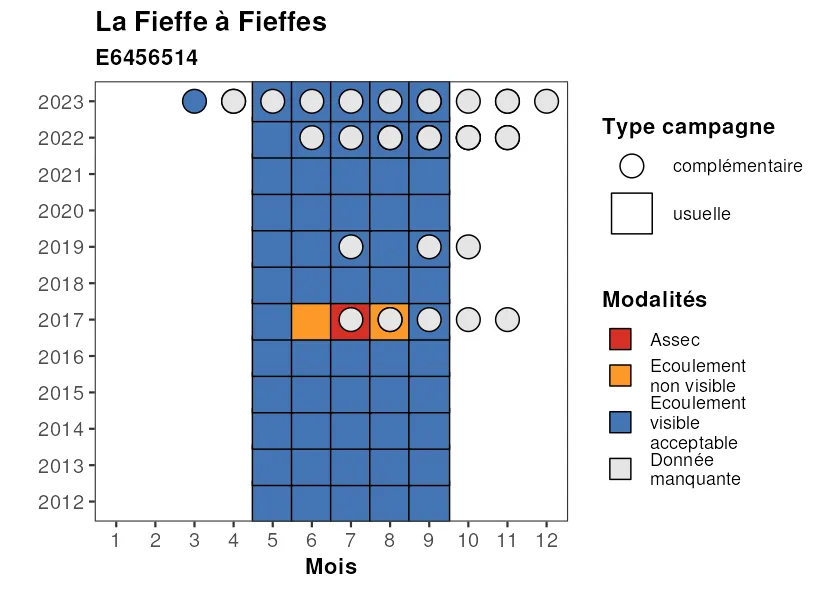 La Fieffe à Fieffes
E6456514
2023
2022
2021
2020
2019
2018
2017
2016
2015
2014
2013
2012
1 2 3 4 5 6 7 8 9 10 11 12
Mois
Type campagne
complémentaire
usuelle
Modalités
Assec
Ecoulement
non visible
Ecoulement
visible
acceptable
Donnée
manquante